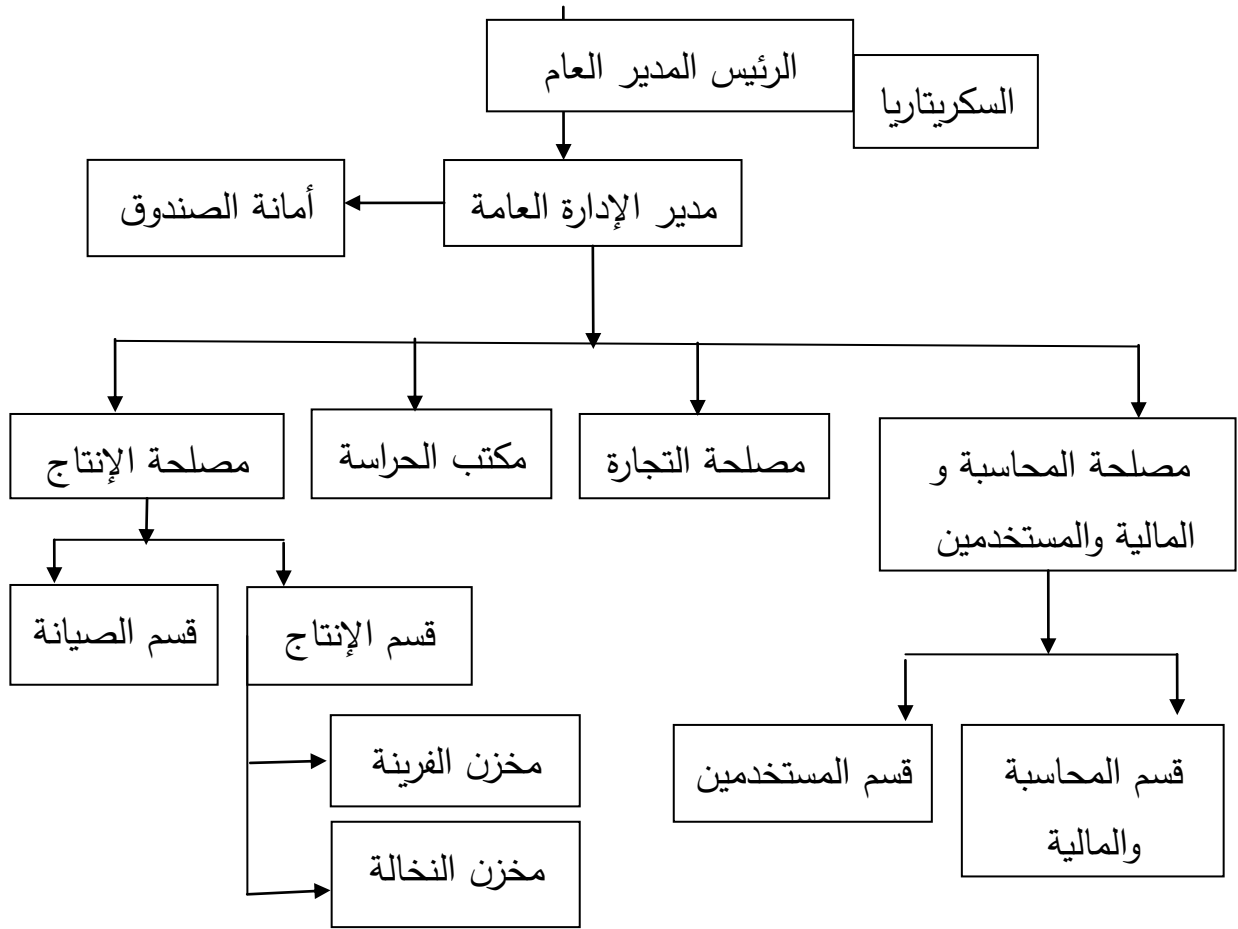 الرئيس المدير العام
السكريتاريا
مدير الإدارة العامة
أمانة الصندوق
مصلحة المحاسبة و
المالية والمستخدمين
مصلحة التجارة
مكتب الحراسة
مصلحة الإنتاج
قسم الإنتاج
قسم الصيانة
قسم المحاسبة
والمالية
قسم المستخدمين
مخزن الفرينة
مخزن النخالة